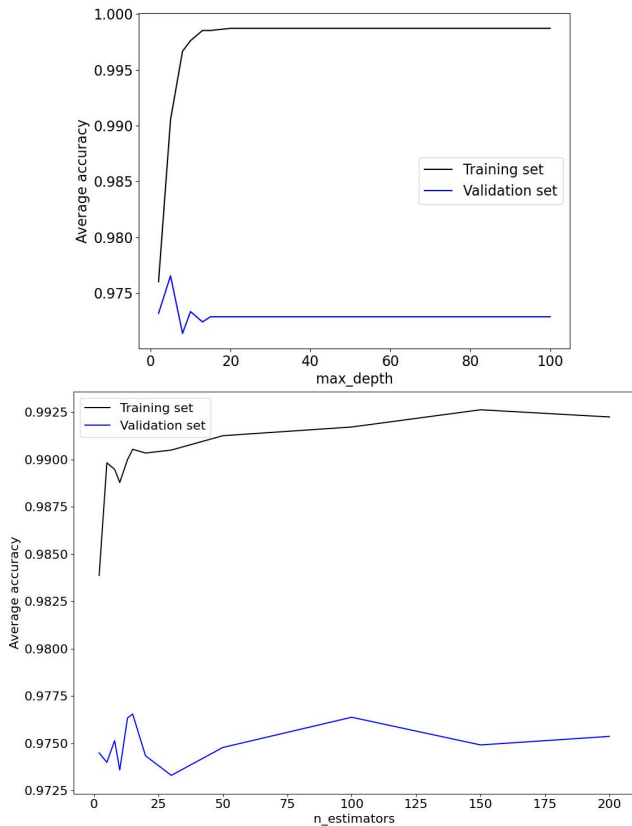 1.000
0.995
0.990
0.985
0.980
0.975
Average accuracy
Training set
Validation set
0 20 40 60 80 100
max_depth
0.9925
0.9900
0.9875
0.9850
0.9825
0.9800
0.9775
0.9750
0.9725
Average accuracy
Training set
Validation set
0 25 50 75 100 125 150 175 200
n_estimators